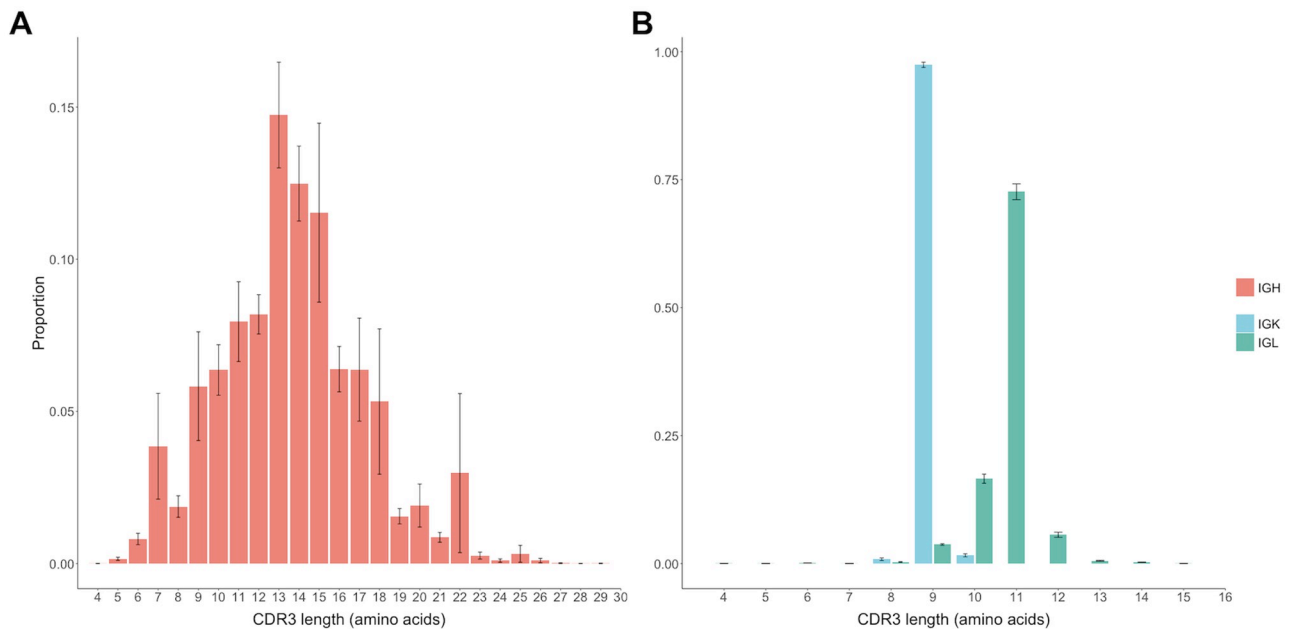 A
Proportion
0.15
0.10
0.05
0.00
4 5 6 7 8 9 10 11 12 13 14 15 16 17 18 19 20 21 22 23 24 25 26 27 28 29 30
CDR3 length (amino acids)
B
1.00
0.75
0.50
0.25
0.00
4 5 6 7 8 9 10 11 12 13 14 15 16
CDR3 length (amino acids)
IGH
IGK
IGL